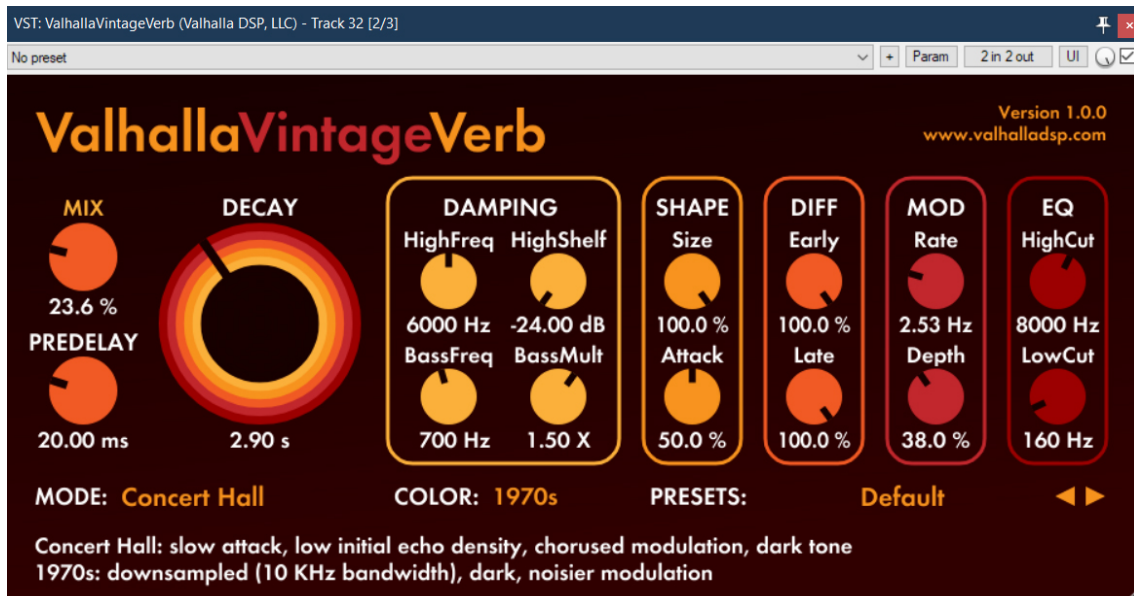 VST: ValhallaVintageVerb (Valhalla DSP, LLC) - Track 32 [2/3]
No preset + Param 2 in 2 out UI
ValhallaVintageVerb
Version 1.0.0
www.valhalladsp.com
MIX DECAY DAMPING SHAPE DIFF MOD EQ
HighFreq HighShelf Size Early Rate HighCut
23.6 % 6000 Hz -24.00 dB 100.0 % 100.0 % 2.53 Hz 8000 Hz
PREDELAY BassFreq BassMult Attack Late Depth LowCut
20.00 ms 2.90 s 700 Hz 1.50 X 50.0 % 100.0 % 38.0 % 160 Hz
MODE: Concert Hall COLOR: 1970s PRESETS: Default
Concert Hall: slow attack, low initial echo density, chorused modulation, dark tone
1970s: downsampled (10 KHz bandwidth), dark, noisier modulation